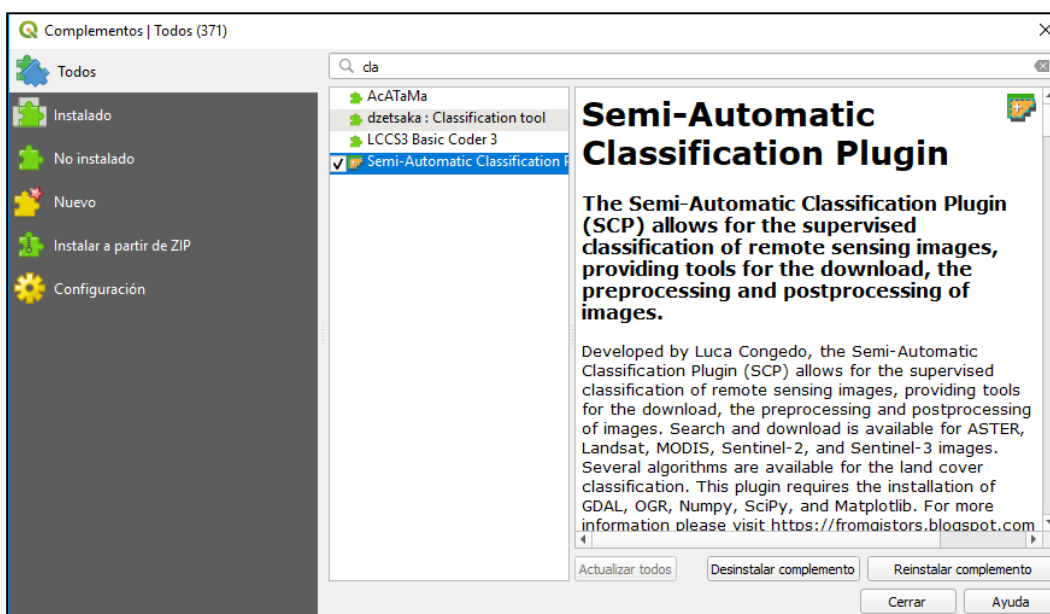 Complementos | Todos (371)
Todos
Instalado
No instalado
Nuevo
Instalar a partir de ZIP
Configuración
cla
AcATaMa
dzetsaka : Classification tool
LCCS3 Basic Coder 3
Semi-Automatic Classification P
Semi-Automatic
Classification Plugin
The Semi-Automatic Classification Plugin
(SCP) allows for the supervised
classification of remote sensing images,
providing tools for the download, the
preprocessing and postprocessing of
images.
Developed by Luca Congedo, the Semi-Automatic
Classification Plugin (SCP) allows for the supervised
classification of remote sensing images, providing tools
for the download, the preprocessing and postprocessing
of images. Search and download is available for ASTER,
Landsat, MODIS, Sentinel-2, and Sentinel-3 images.
Several algorithms are available for the land cover
classification. This plugin requires the installation of
GDAL, OGR, Numpy, SciPy, and Matplotlib. For more
information please visit https://fromgistors.blogspot.com
Actualizar todos
Desinstalar complemento
Reinstalar complemento
Cerrar
Ayuda